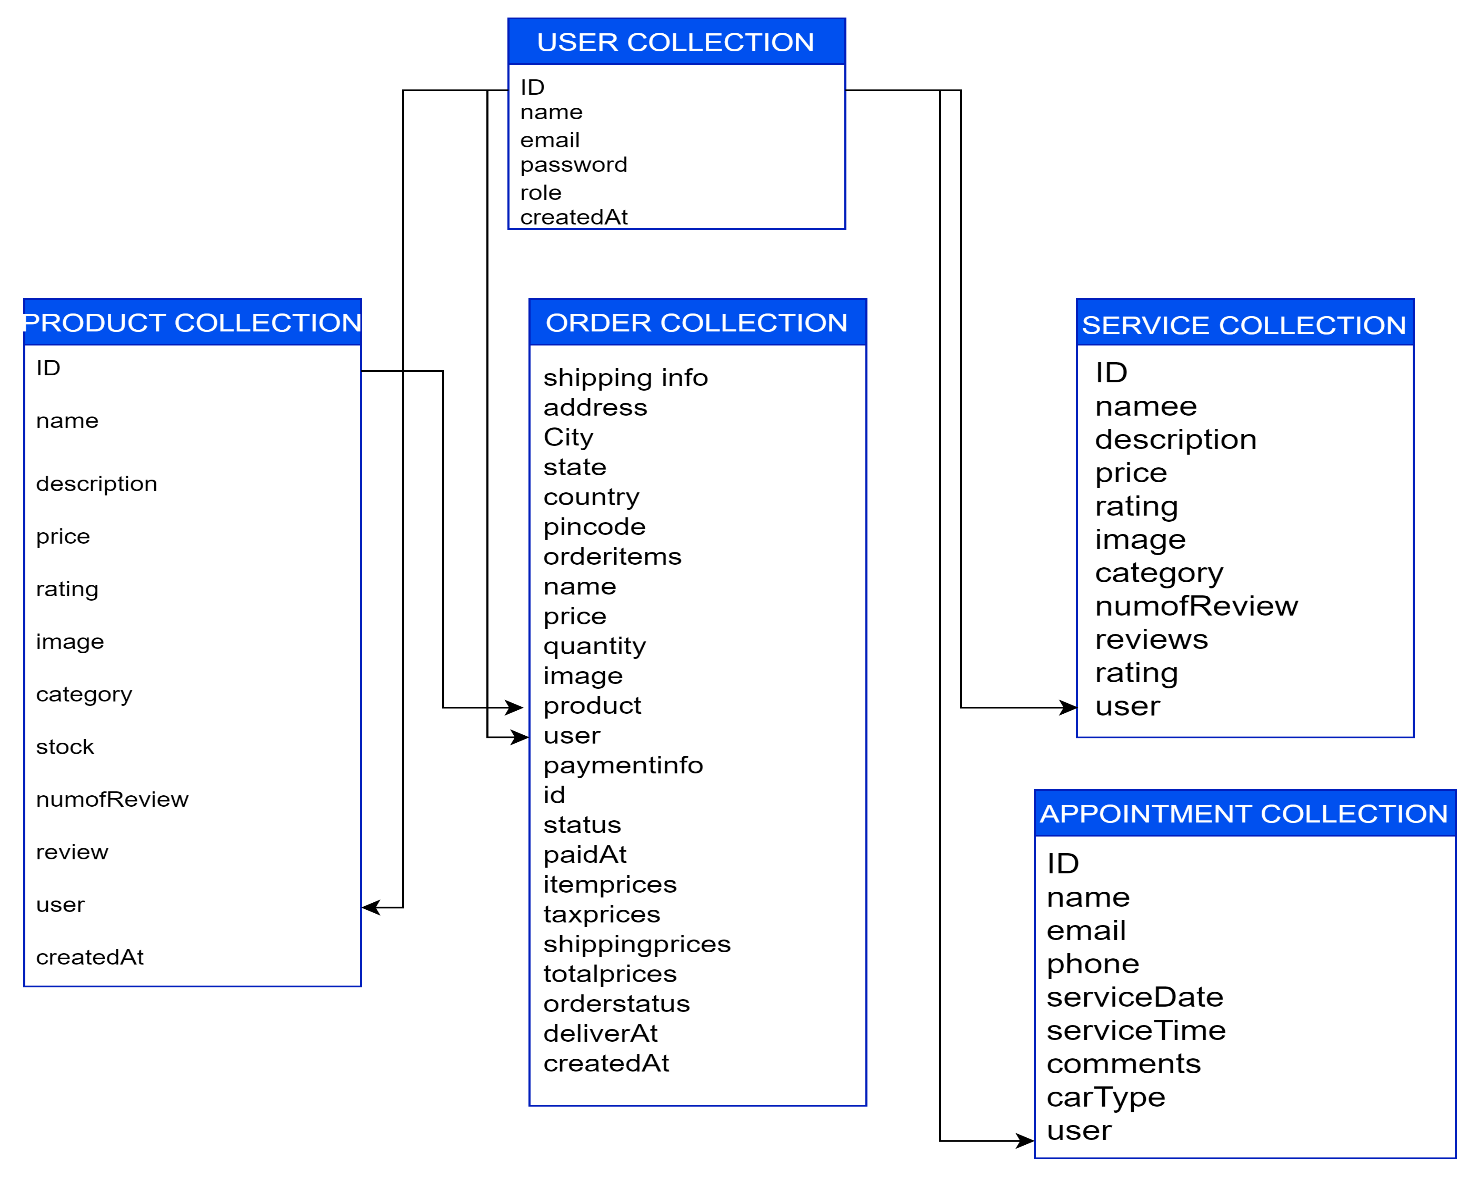 USER COLLECTION
ID
name
email
password
role
createdAt
PRODUCT COLLECTION
ID
name
description
price
rating
image
category
stock
numofReview
review
user
createdAt
ORDER COLLECTION
shipping info
address
City
state
country
pincode
orderitems
name
price
quantity
image
product
user
paymentinfo
id
status
paidAt
itemprices
taxprices
shippingprices
totalprices
orderstatus
deliverAt
createdAt
SERVICE COLLECTION
ID
namee
description
price
rating
image
category
numofReview
reviews
rating
user
APPOINTMENT COLLECTION
ID
name
email
phone
serviceDate
serviceTime
comments
carType
user